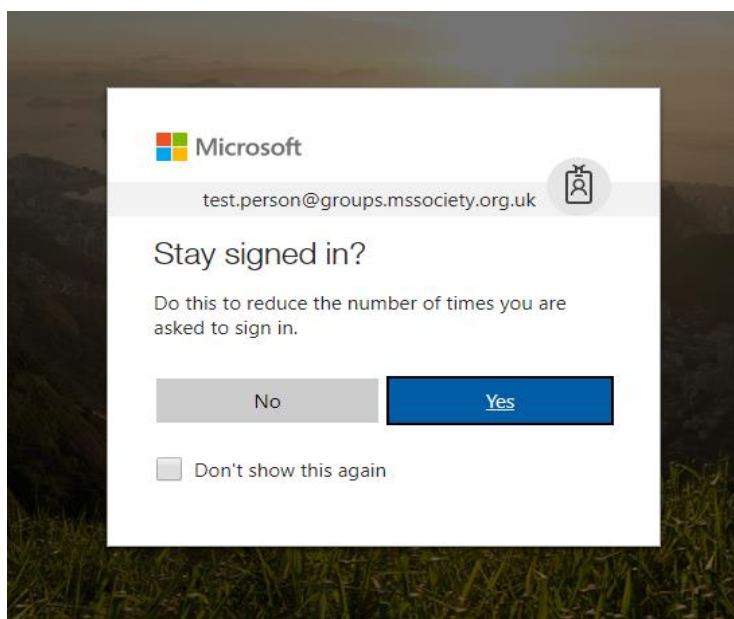 Microsoft
test.person@groups.mssociety.org.uk
Stay signed in?
Do this to reduce the number of times you are
asked to sign in.
No
Yes
Don't show this again